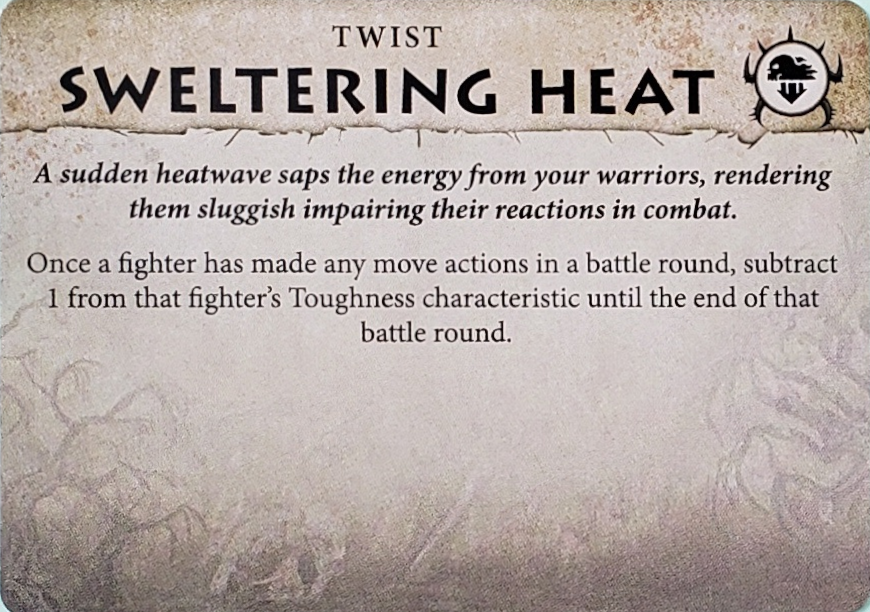 TWIST
SWELTERING HEAT
A sudden heatwave saps the energy from your warriors, rendering
them sluggish impairing their reactions in combat.
Once a fighter has made any move actions in a battle round, subtract
1 from that fighter's Toughness characteristic until the end of that
battle round.